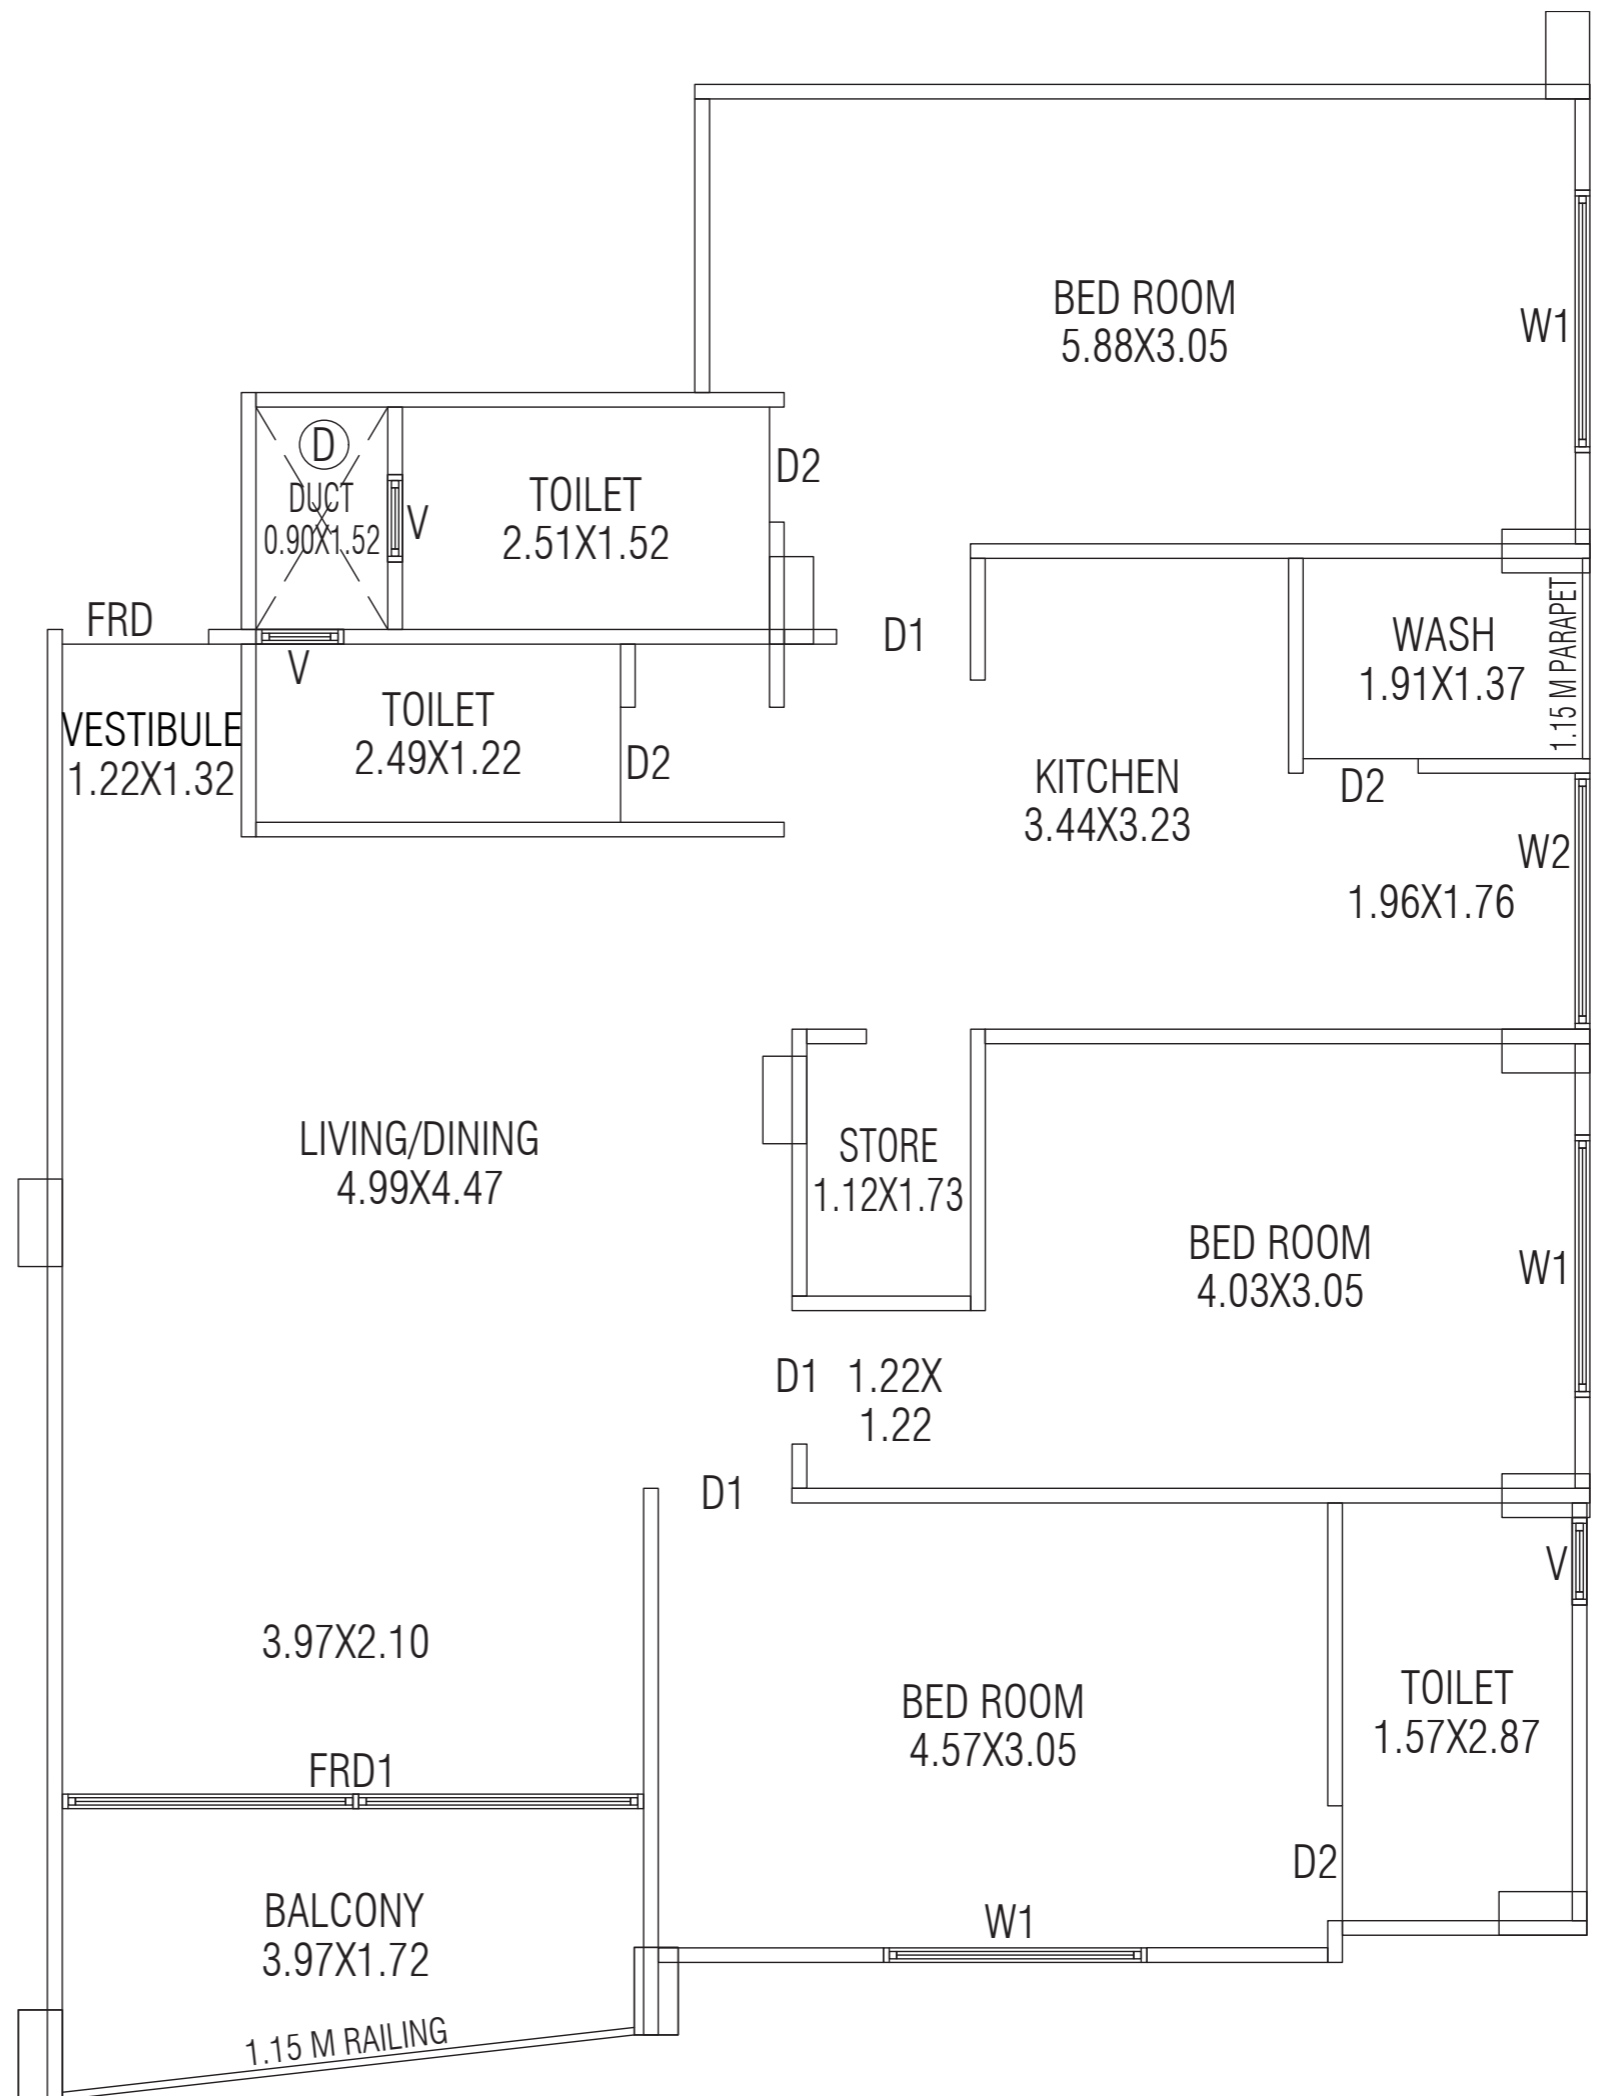 BED ROOM
5.88X3.05
W1
D
DUCT
0.90X1.52
V
TOILET
2.51X1.52
D2
FRD
V
D1
WASH
1.91X1.37
1.15 M PARAPET
VESTIBULE
1.22X1.32
TOILET
2.49X1.22
D2
KITCHEN
3.44X3.23
D2
W2
1.96X1.76
LIVING/DINING
4.99X4.47
STORE
1.12X1.73
BED ROOM
4.03X3.05
W1
D1
1.22X
1.22
D1
V
3.97X2.10
BED ROOM
4.57X3.05
TOILET
1.57X2.87
FRD1
D2
BALCONY
3.97X1.72
W1
1.15 M RAILING